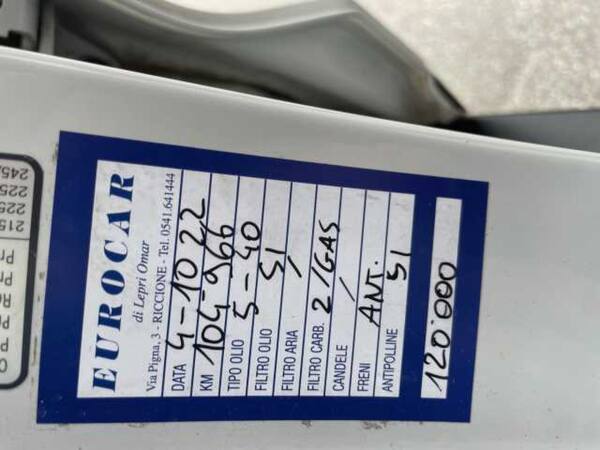 EUROCAR
di Lepri Omar
Via Pigna, 3 - RICCIONE - Tel. 0541.641444
DATA 4-10 22
KM 104-966
TIPO OLIO 5-40
FILTRO OLIO SI
FILTRO ARIA /
FILTRO CARB. 2/GAS
CANDELE /
FRENI ANT.
ANTIPOLLINE SI
120'000